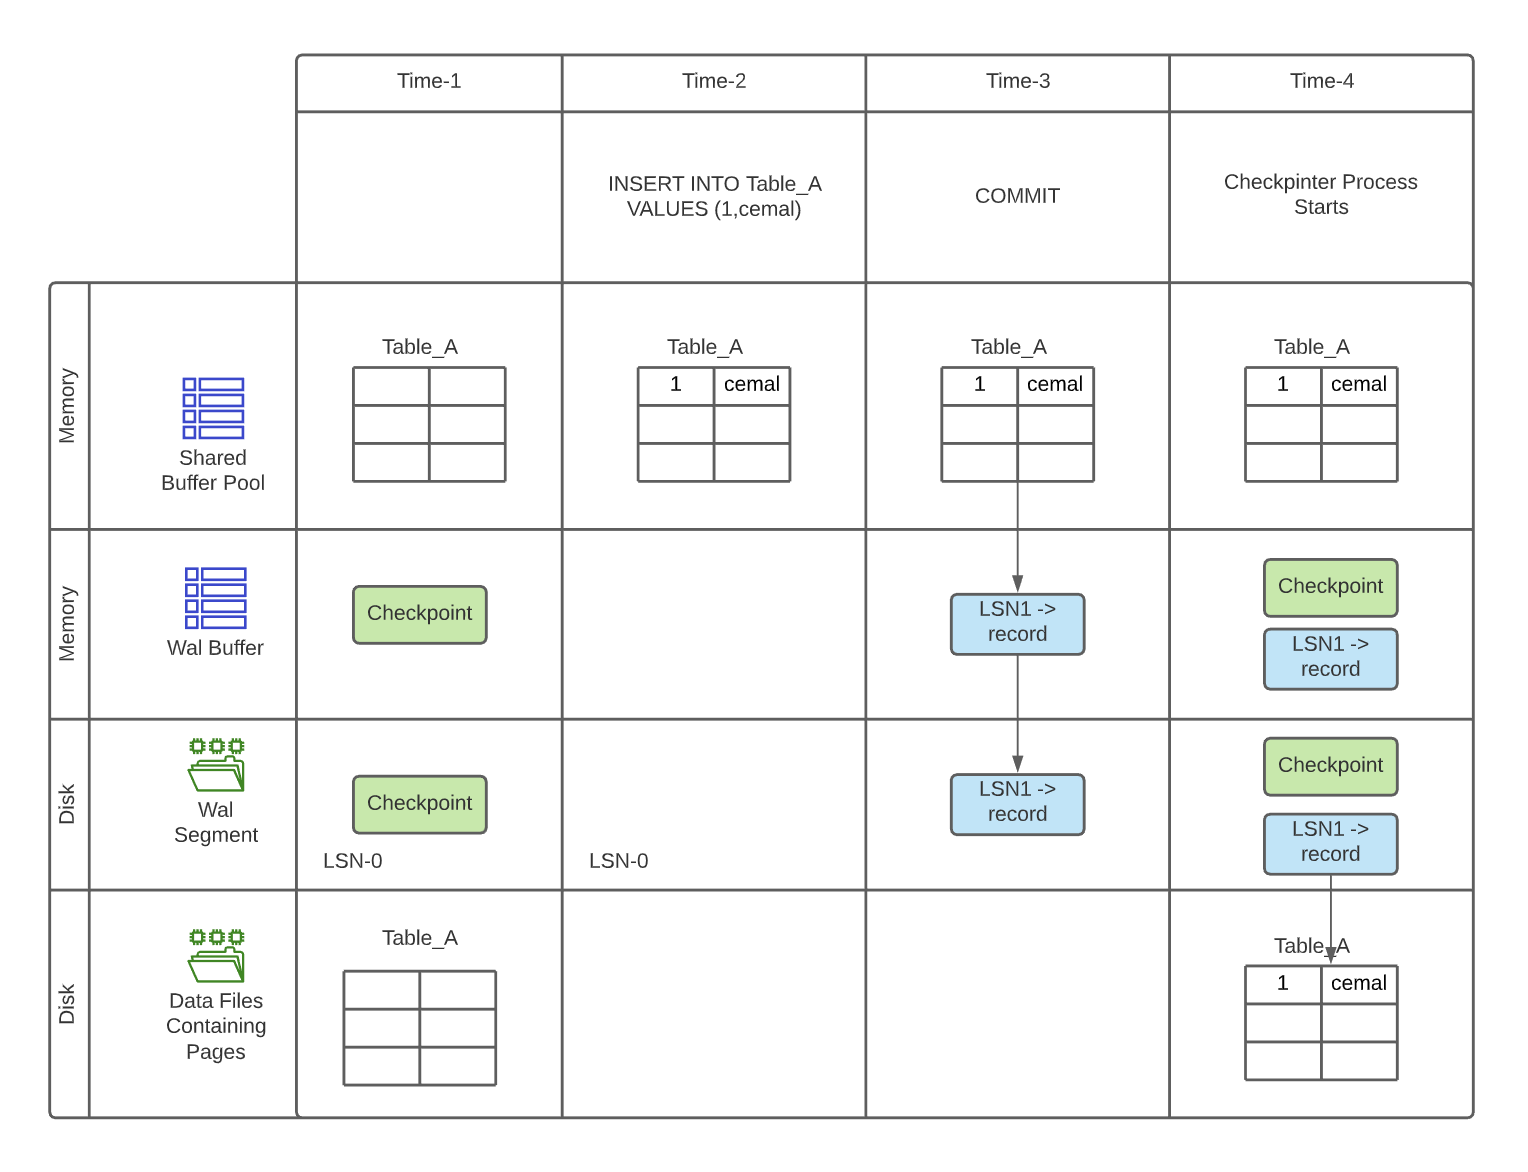 Time-1
Time-2
Time-3
Time-4
INSERT INTO Table_A
VALUES (1,cemal)
COMMIT
Checkpinter Process
Starts
Memory
Shared
Buffer Pool
Table_A
Table_A
1
cemal
Table_A
1
cemal
Table_A
1
cemal
Memory
Wal Buffer
Checkpoint
LSN1 ->
record
Checkpoint
LSN1 ->
record
Disk
Wal
Segment
Checkpoint
LSN-0
LSN-0
LSN1 ->
record
Checkpoint
LSN1 ->
record
Disk
Data Files
Containing
Pages
Table_A
Table_A
1
cemal